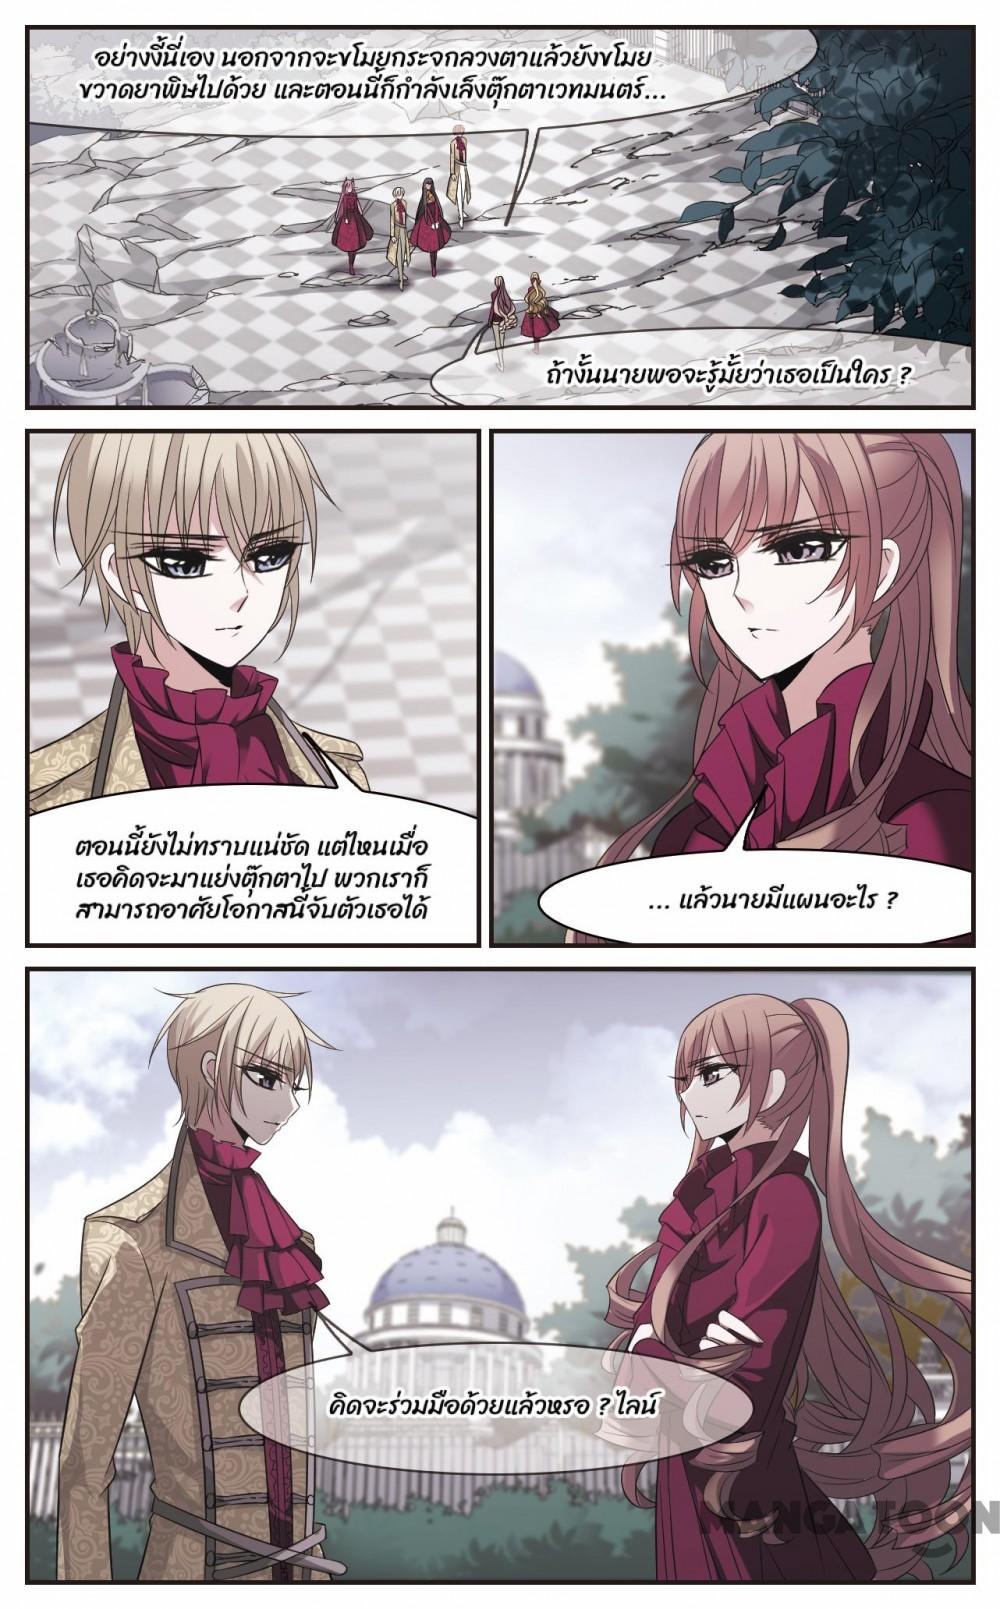 อย่างงี้นี่เอง นอกจากจะขโมยกระจกลวงตาแล้วยังขโมย
ขวาดยาพิษไปด้วย และตอนนี้ก็กำลังเล็งตุ๊กตาเวทมนตร์...
ถ้างั้นนายพอจะรู้มั้ยว่าเธอเป็นใคร ?
ตอนนี้ยังไม่ทราบแน่ชัด แต่ไหนเมื่อ
เธอคิดจะมาแย่งตุ๊กตาไป พวกเราก็
สามารถอาศัยโอกาสนี้จับตัวเธอได้
... แล้วนายมีแผนอะไร ?
คิดจะร่วมมือด้วยแล้วหรอ ? ไลน์
MANGATOON